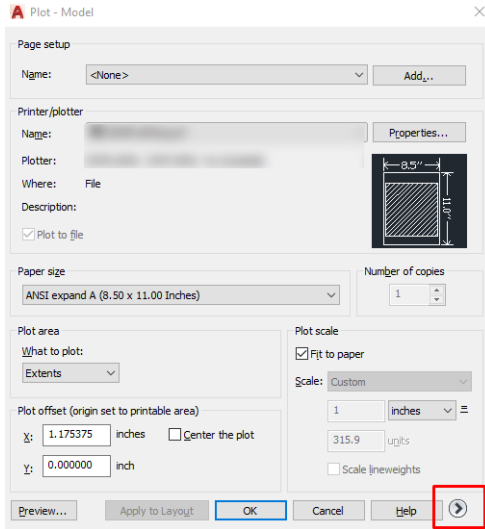 Plot - Model
Page setup
Name: <None> Add...
Printer/plotter
Name: Properties...
Plotter:
Where: File
Description:
Plot to file
8.5"
11.0"
Paper size
ANSI expand A (8.50 x 11.00 Inches)
Number of copies
1
Plot area
What to plot:
Extents
Plot offset (origin set to printable area)
X: 1.175375 inches Center the plot
Y: 0.000000 inch
Plot scale
Fit to paper
Scale: Custom
1 inches =
315.9 units
Scale lineweights
Preview... Apply to Layout OK Cancel Help